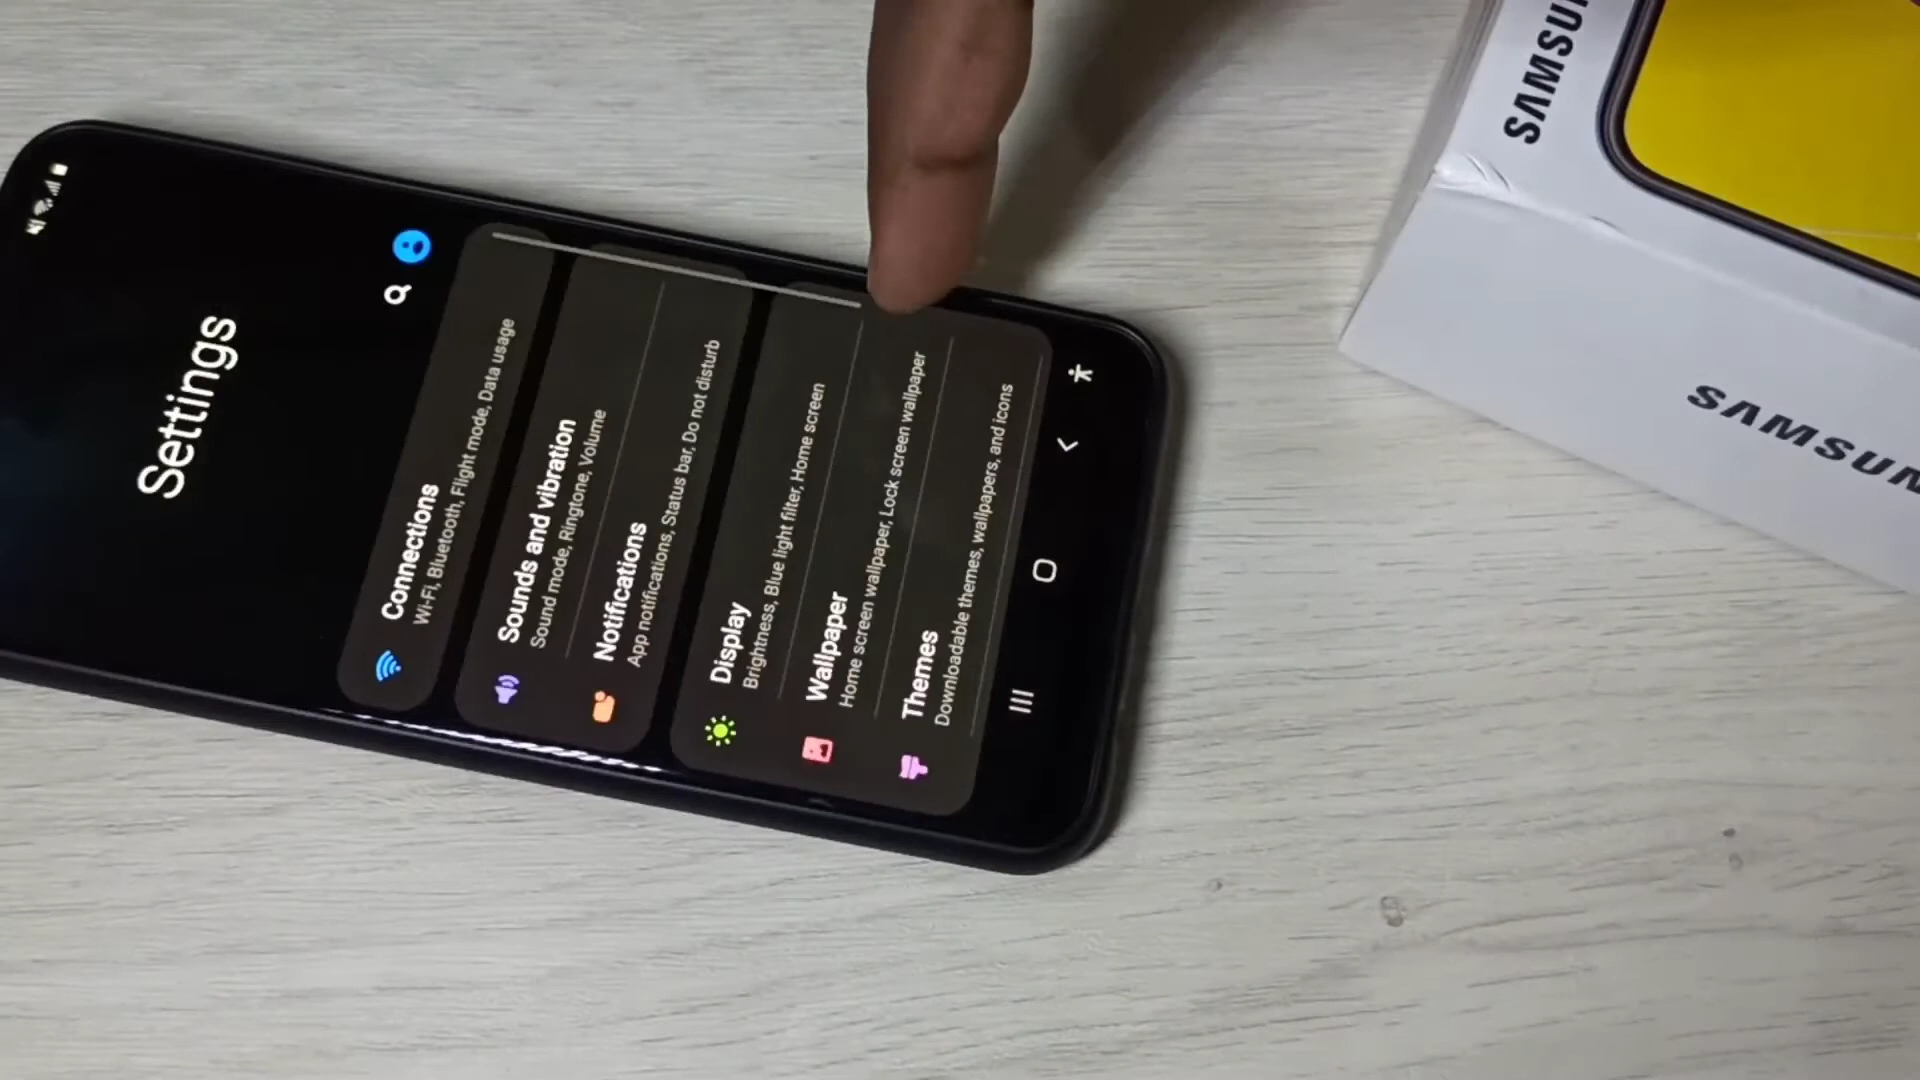 Settings
Connections
Wi-Fi, Bluetooth, Flight mode, Data usage
Sounds and vibration
Sound mode, Ringtone, Volume
Notifications
App notifications, Status bar, Do not disturb
Display
Brightness, Blue light filter, Home screen
Wallpaper
Home screen wallpaper, Lock screen wallpaper
Themes
Downloadable themes, wallpapers, and icons
SAMSU
SAMSUN